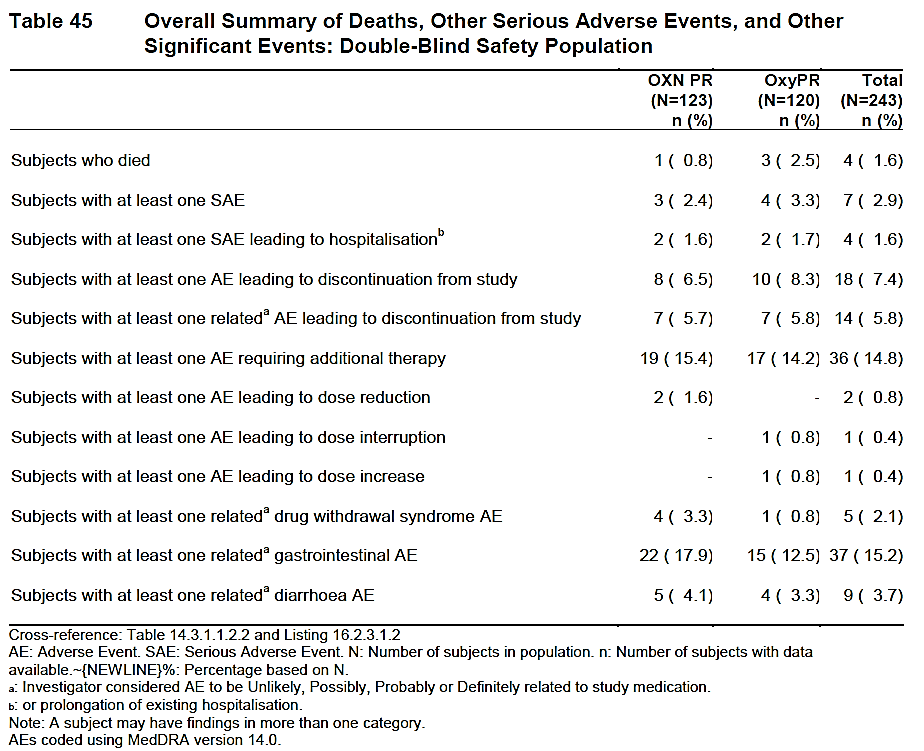 Table 45 Overall Summary of Deaths, Other Serious Adverse Events, and Other
Significant Events: Double-Blind Safety Population
OXN PR OxyPR Total
(N=123) (N=120) (N=243)
n (%) n (%) n (%)
Subjects who died 1 ( 0.8) 3 ( 2.5) 4 ( 1.6)
Subjects with at least one SAE 3 ( 2.4) 4 ( 3.3) 7 ( 2.9)
Subjects with at least one SAE leading to hospitalisationb 2 ( 1.6) 2 ( 1.7) 4 ( 1.6)
Subjects with at least one AE leading to discontinuation from study 8 ( 6.5) 10 ( 8.3) 18 ( 7.4)
Subjects with at least one relateda AE leading to discontinuation from study 7 ( 5.7) 7 ( 5.8) 14 ( 5.8)
Subjects with at least one AE requiring additional therapy 19 ( 15.4) 17 ( 14.2) 36 ( 14.8)
Subjects with at least one AE leading to dose reduction 2 ( 1.6) - 2 ( 0.8)
Subjects with at least one AE leading to dose interruption - 1 ( 0.8) 1 ( 0.4)
Subjects with at least one AE leading to dose increase - 1 ( 0.8) 1 ( 0.4)
Subjects with at least one relateda drug withdrawal syndrome AE 4 ( 3.3) 1 ( 0.8) 5 ( 2.1)
Subjects with at least one relateda gastrointestinal AE 22 ( 17.9) 15 ( 12.5) 37 ( 15.2)
Subjects with at least one relateda diarrhoea AE 5 ( 4.1) 4 ( 3.3) 9 ( 3.7)
Cross-reference: Table 14.3.1.1.2.2 and Listing 16.2.3.1.2
AE: Adverse Event. SAE: Serious Adverse Event. N: Number of subjects in population. n: Number of subjects with data
available.~{NEWLINE}%: Percentage based on N.
a: Investigator considered AE to be Unlikely, Possibly, Probably or Definitely related to study medication.
b: or prolongation of existing hospitalisation.
Note: A subject may have findings in more than one category.
AEs coded using MedDRA version 14.0.